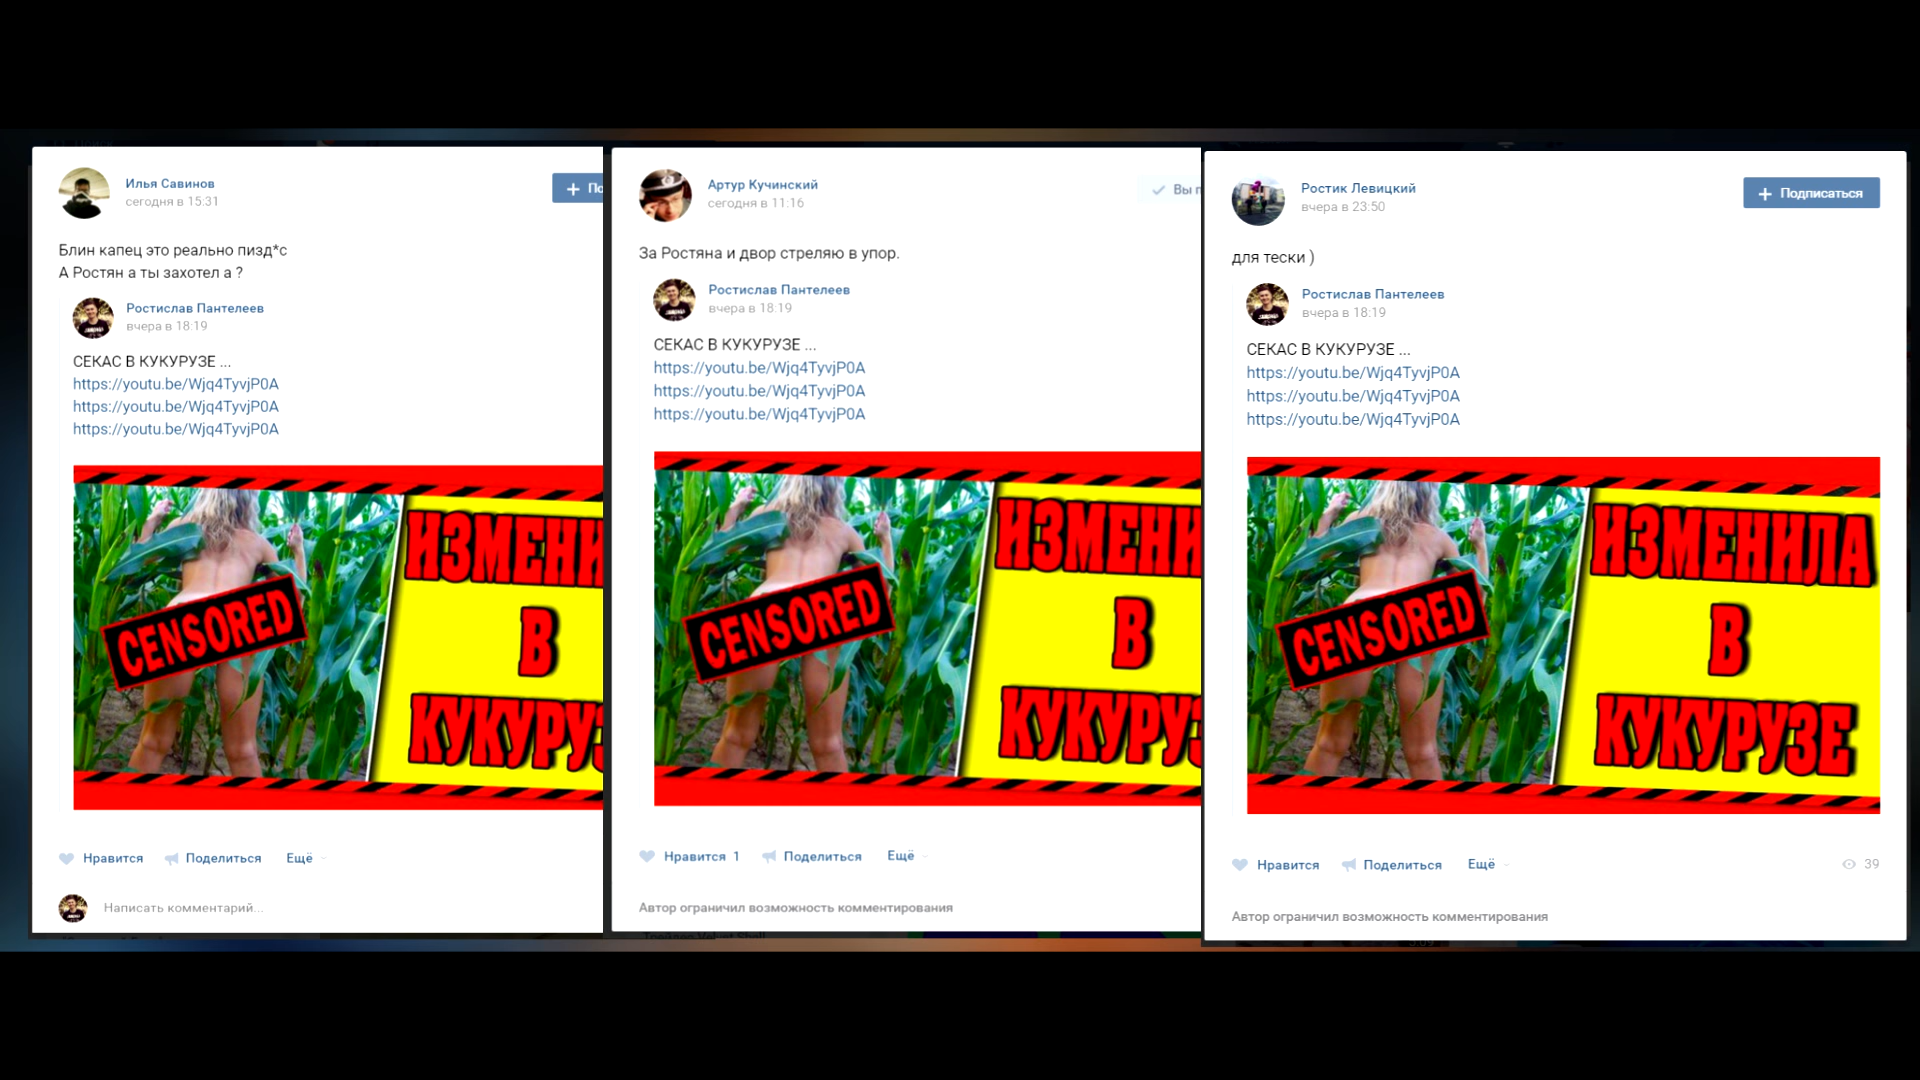 Илья Савинов
сегодня в 15:31
Блин капец это реально пизд*с
А Ростян а ты захотел а ?
Ростислав Пантелеев
вчера в 18:19
СЕКАС В КУКУРУЗЕ ...
https://youtu.be/Wjq4TyvjP0A
https://youtu.be/Wjq4TyvjP0A
https://youtu.be/Wjq4TyvjP0A
CENSORED
ИЗМЕНИ
В
КУКУРУЗ
Нравится Поделиться Ещё
Написать комментарий...
Артур Кучинский
сегодня в 11:16
Вы п
За Ростяна и двор стреляю в упор.
Ростислав Пантелеев
вчера в 18:19
СЕКАС В КУКУРУЗЕ ...
https://youtu.be/Wjq4TyvjP0A
https://youtu.be/Wjq4TyvjP0A
https://youtu.be/Wjq4TyvjP0A
CENSORED
ИЗМЕНИ
В
КУКУРУЗ
Нравится 1 Поделиться Ещё
Автор ограничил возможность комментирования
Ростик Левицкий
вчера в 23:50
+ Подписаться
для тески )
Ростислав Пантелеев
вчера в 18:19
СЕКАС В КУКУРУЗЕ ...
https://youtu.be/Wjq4TyvjP0A
https://youtu.be/Wjq4TyvjP0A
https://youtu.be/Wjq4TyvjP0A
CENSORED
ИЗМЕНИЛА
В
КУКУРУЗЕ
Нравится Поделиться Ещё
39
Автор ограничил возможность комментирования